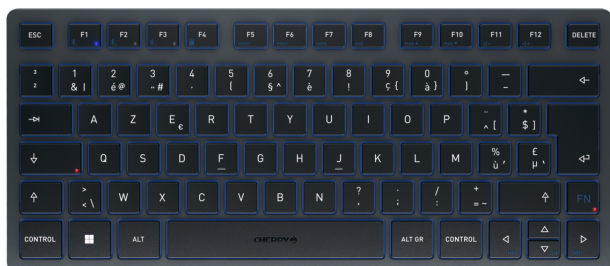 ESC F1 F2 F3 F4 F5 F6 F7 F8 F9 F10 F11 F12 DELETE
3 1 2 3 4 5 6 7 8 9 0 ° —
2 & | é @ " # ' ( § ^ è ! ç { à } ) –
A Z E € R T Y U I O P ¨ *
^ [ $ ]
Q S D F G H J K L M % £
ù ´ µ `
> W X C V B N ? . / + FN
< \ , ; : = ~
CONTROL ALT CHERRY ALT GR CONTROL